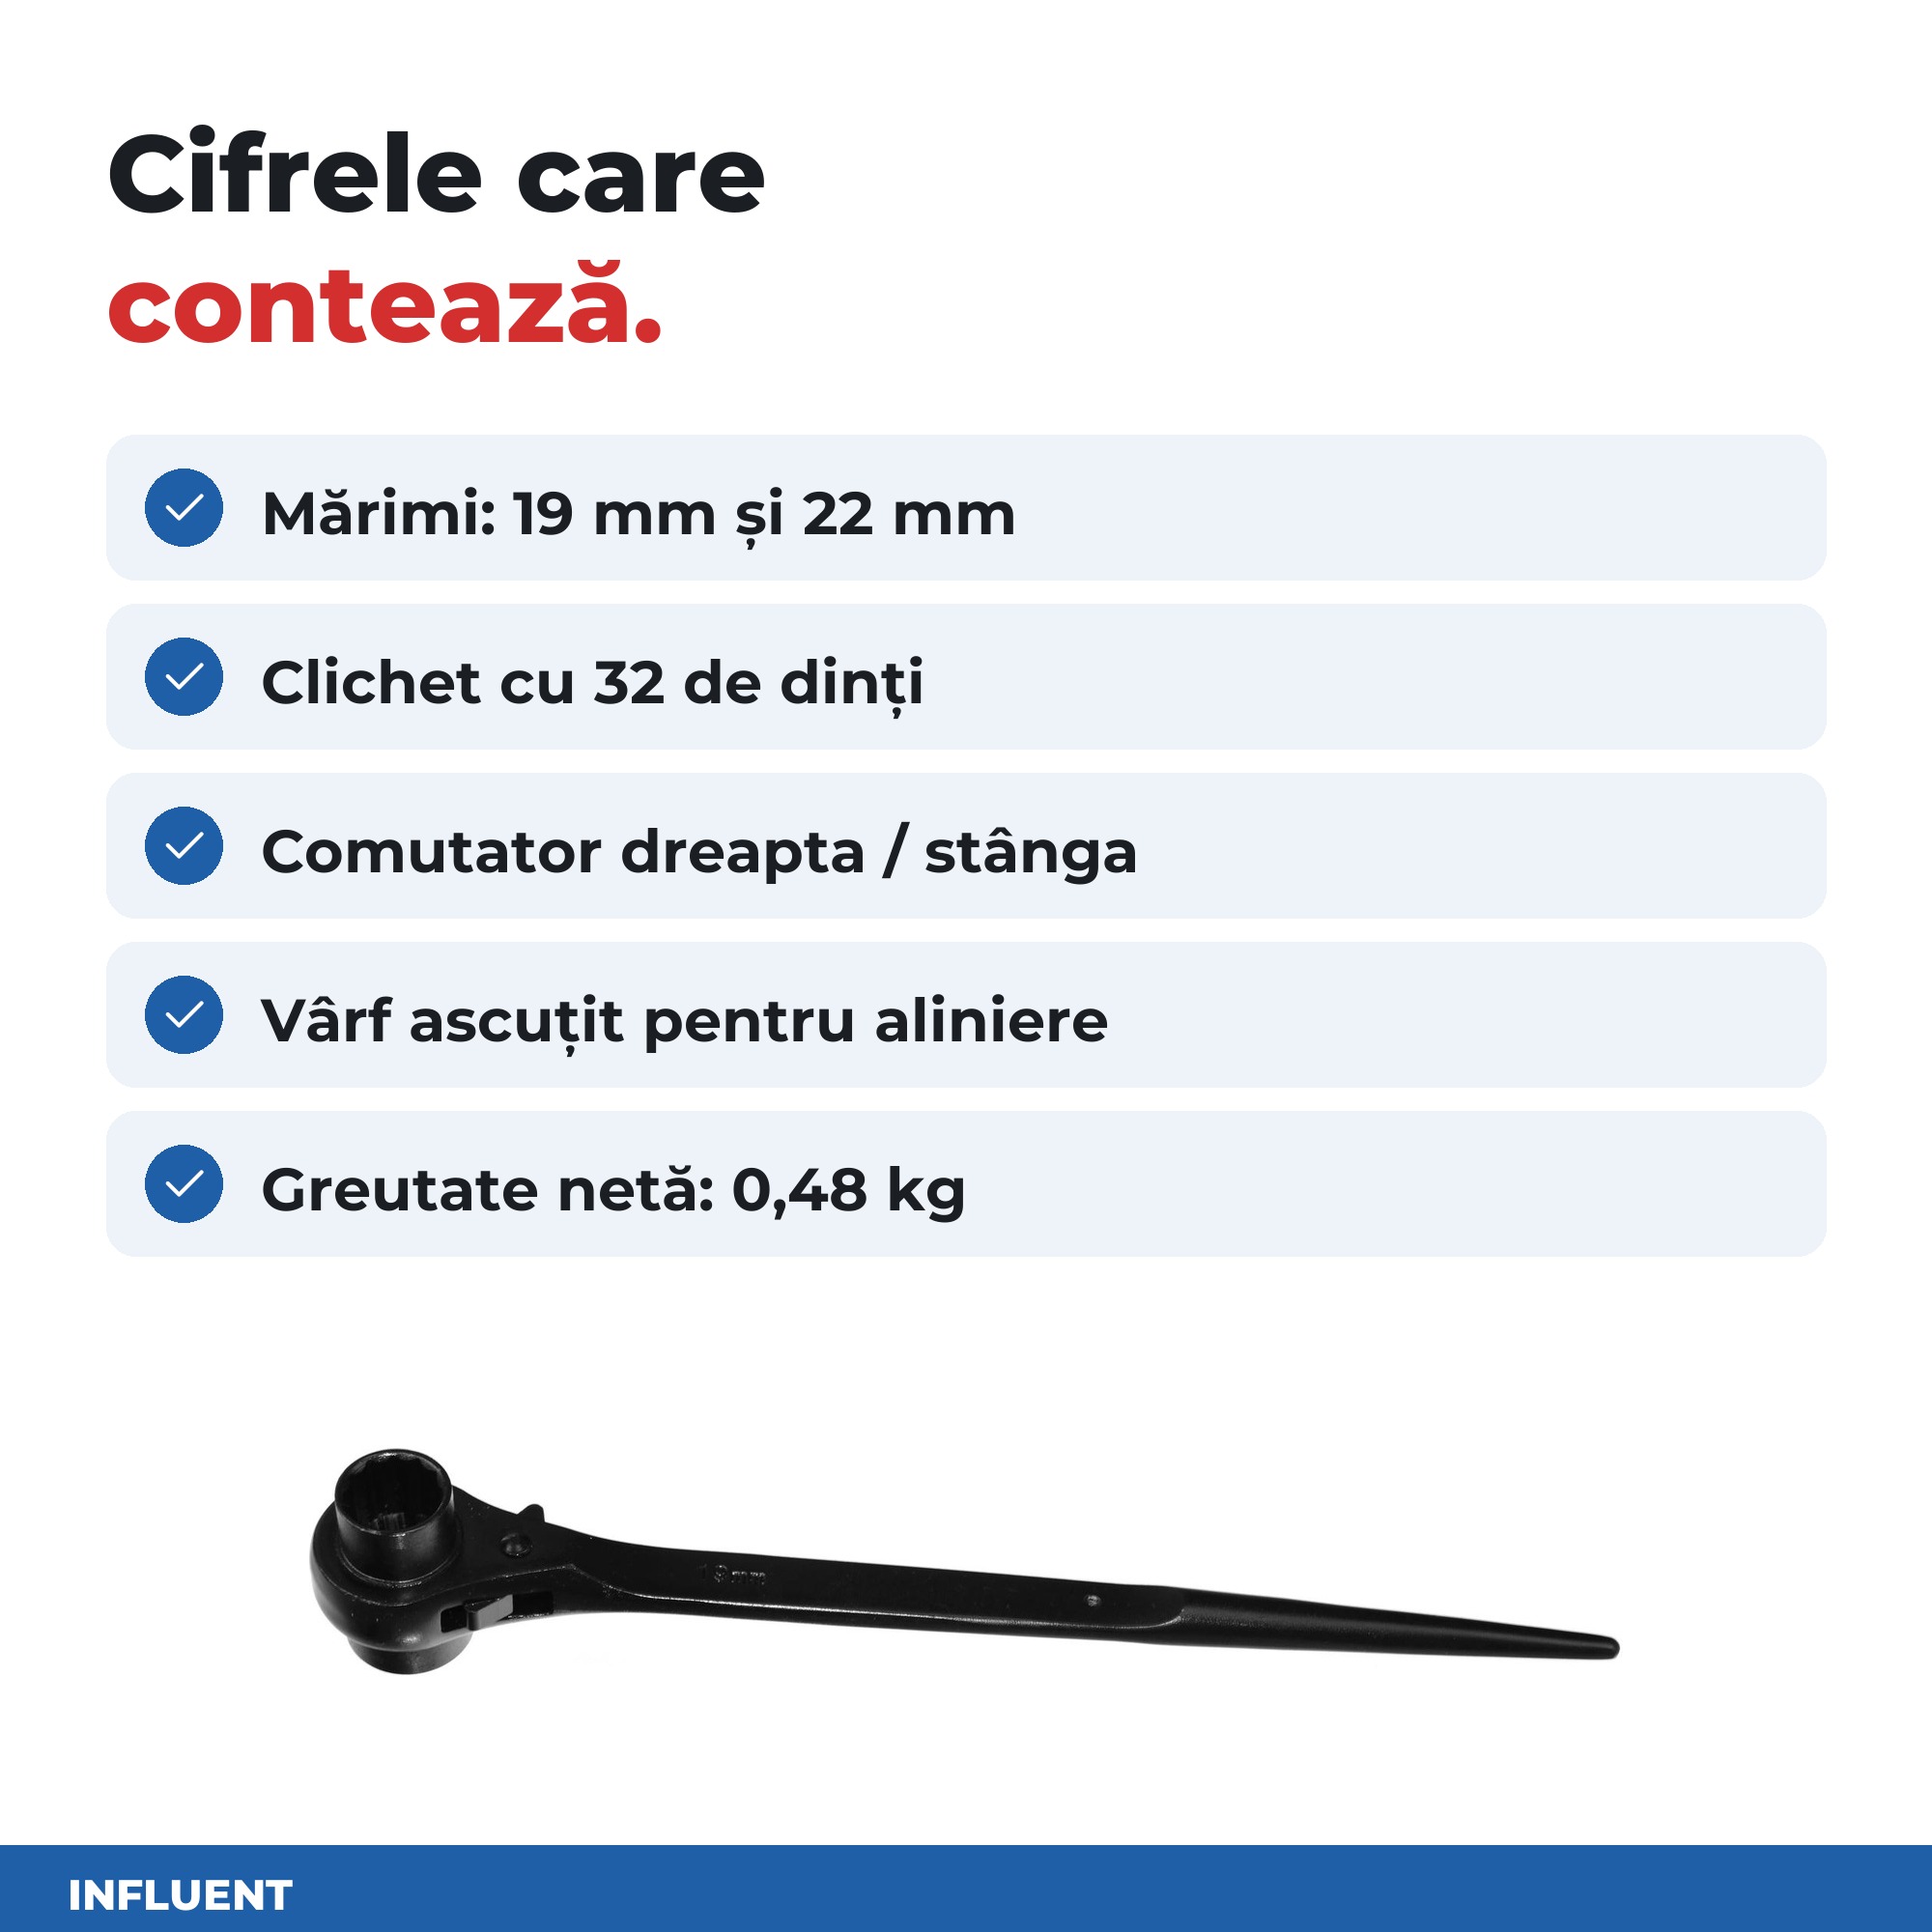 Cifrele care
contează.
Mărimi: 19 mm și 22 mm
Clichet cu 32 de dinți
Comutator dreapta / stânga
Vârf ascuțit pentru aliniere
Greutate netă: 0,48 kg
19mm
INFLUENT